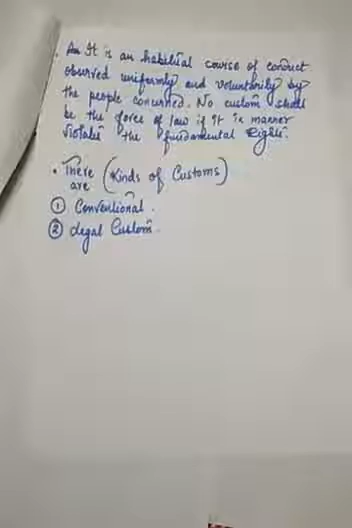 . An It is an habitual course of conduct
observed uniformly and voluntarily by
the people concerned. No custom shall
be the force of law if it in manner
violates the fundamental Rights.
• There are (Kinds of Customs)
① Conventional.
② Legal Custom.